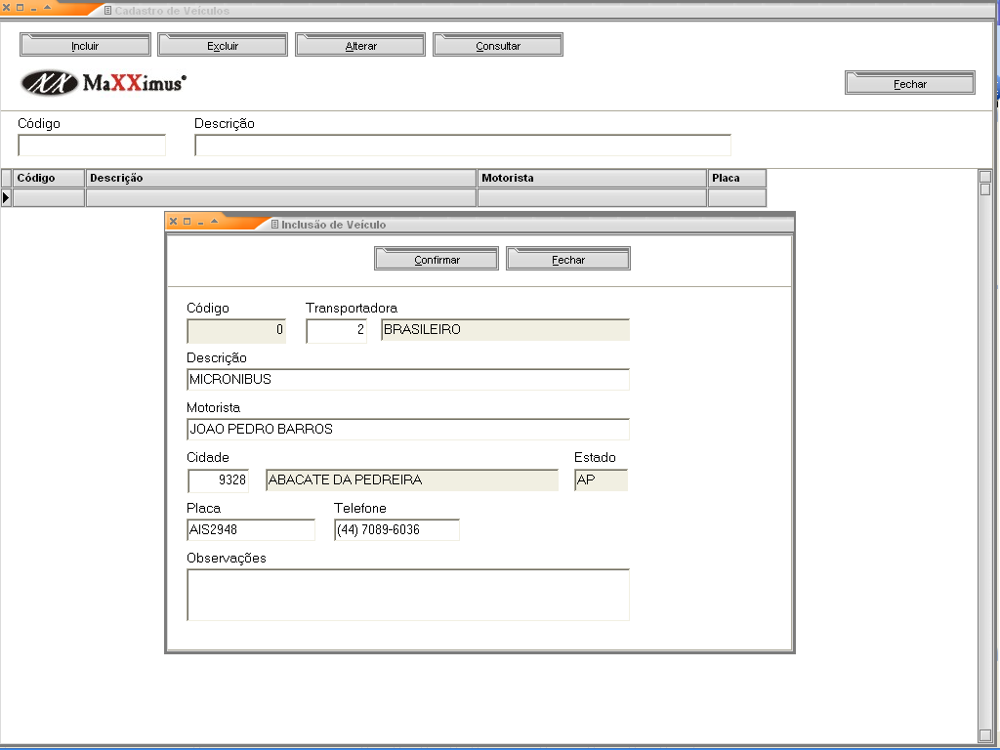 Cadastro de Veículos
Incluir Excluir Alterar Consultar
XX MaXXimus
Fechar
Código Descrição
Código Descrição Motorista Placa
Inclusão de Veículo
Confirmar Fechar
Código Transportadora
0 2 BRASILEIRO
Descrição
MICRONIBUS
Motorista
JOAO PEDRO BARROS
Cidade Estado
9328 ABACATE DA PEDREIRA AP
Placa Telefone
AIS2948 (44) 7089-6036
Observações